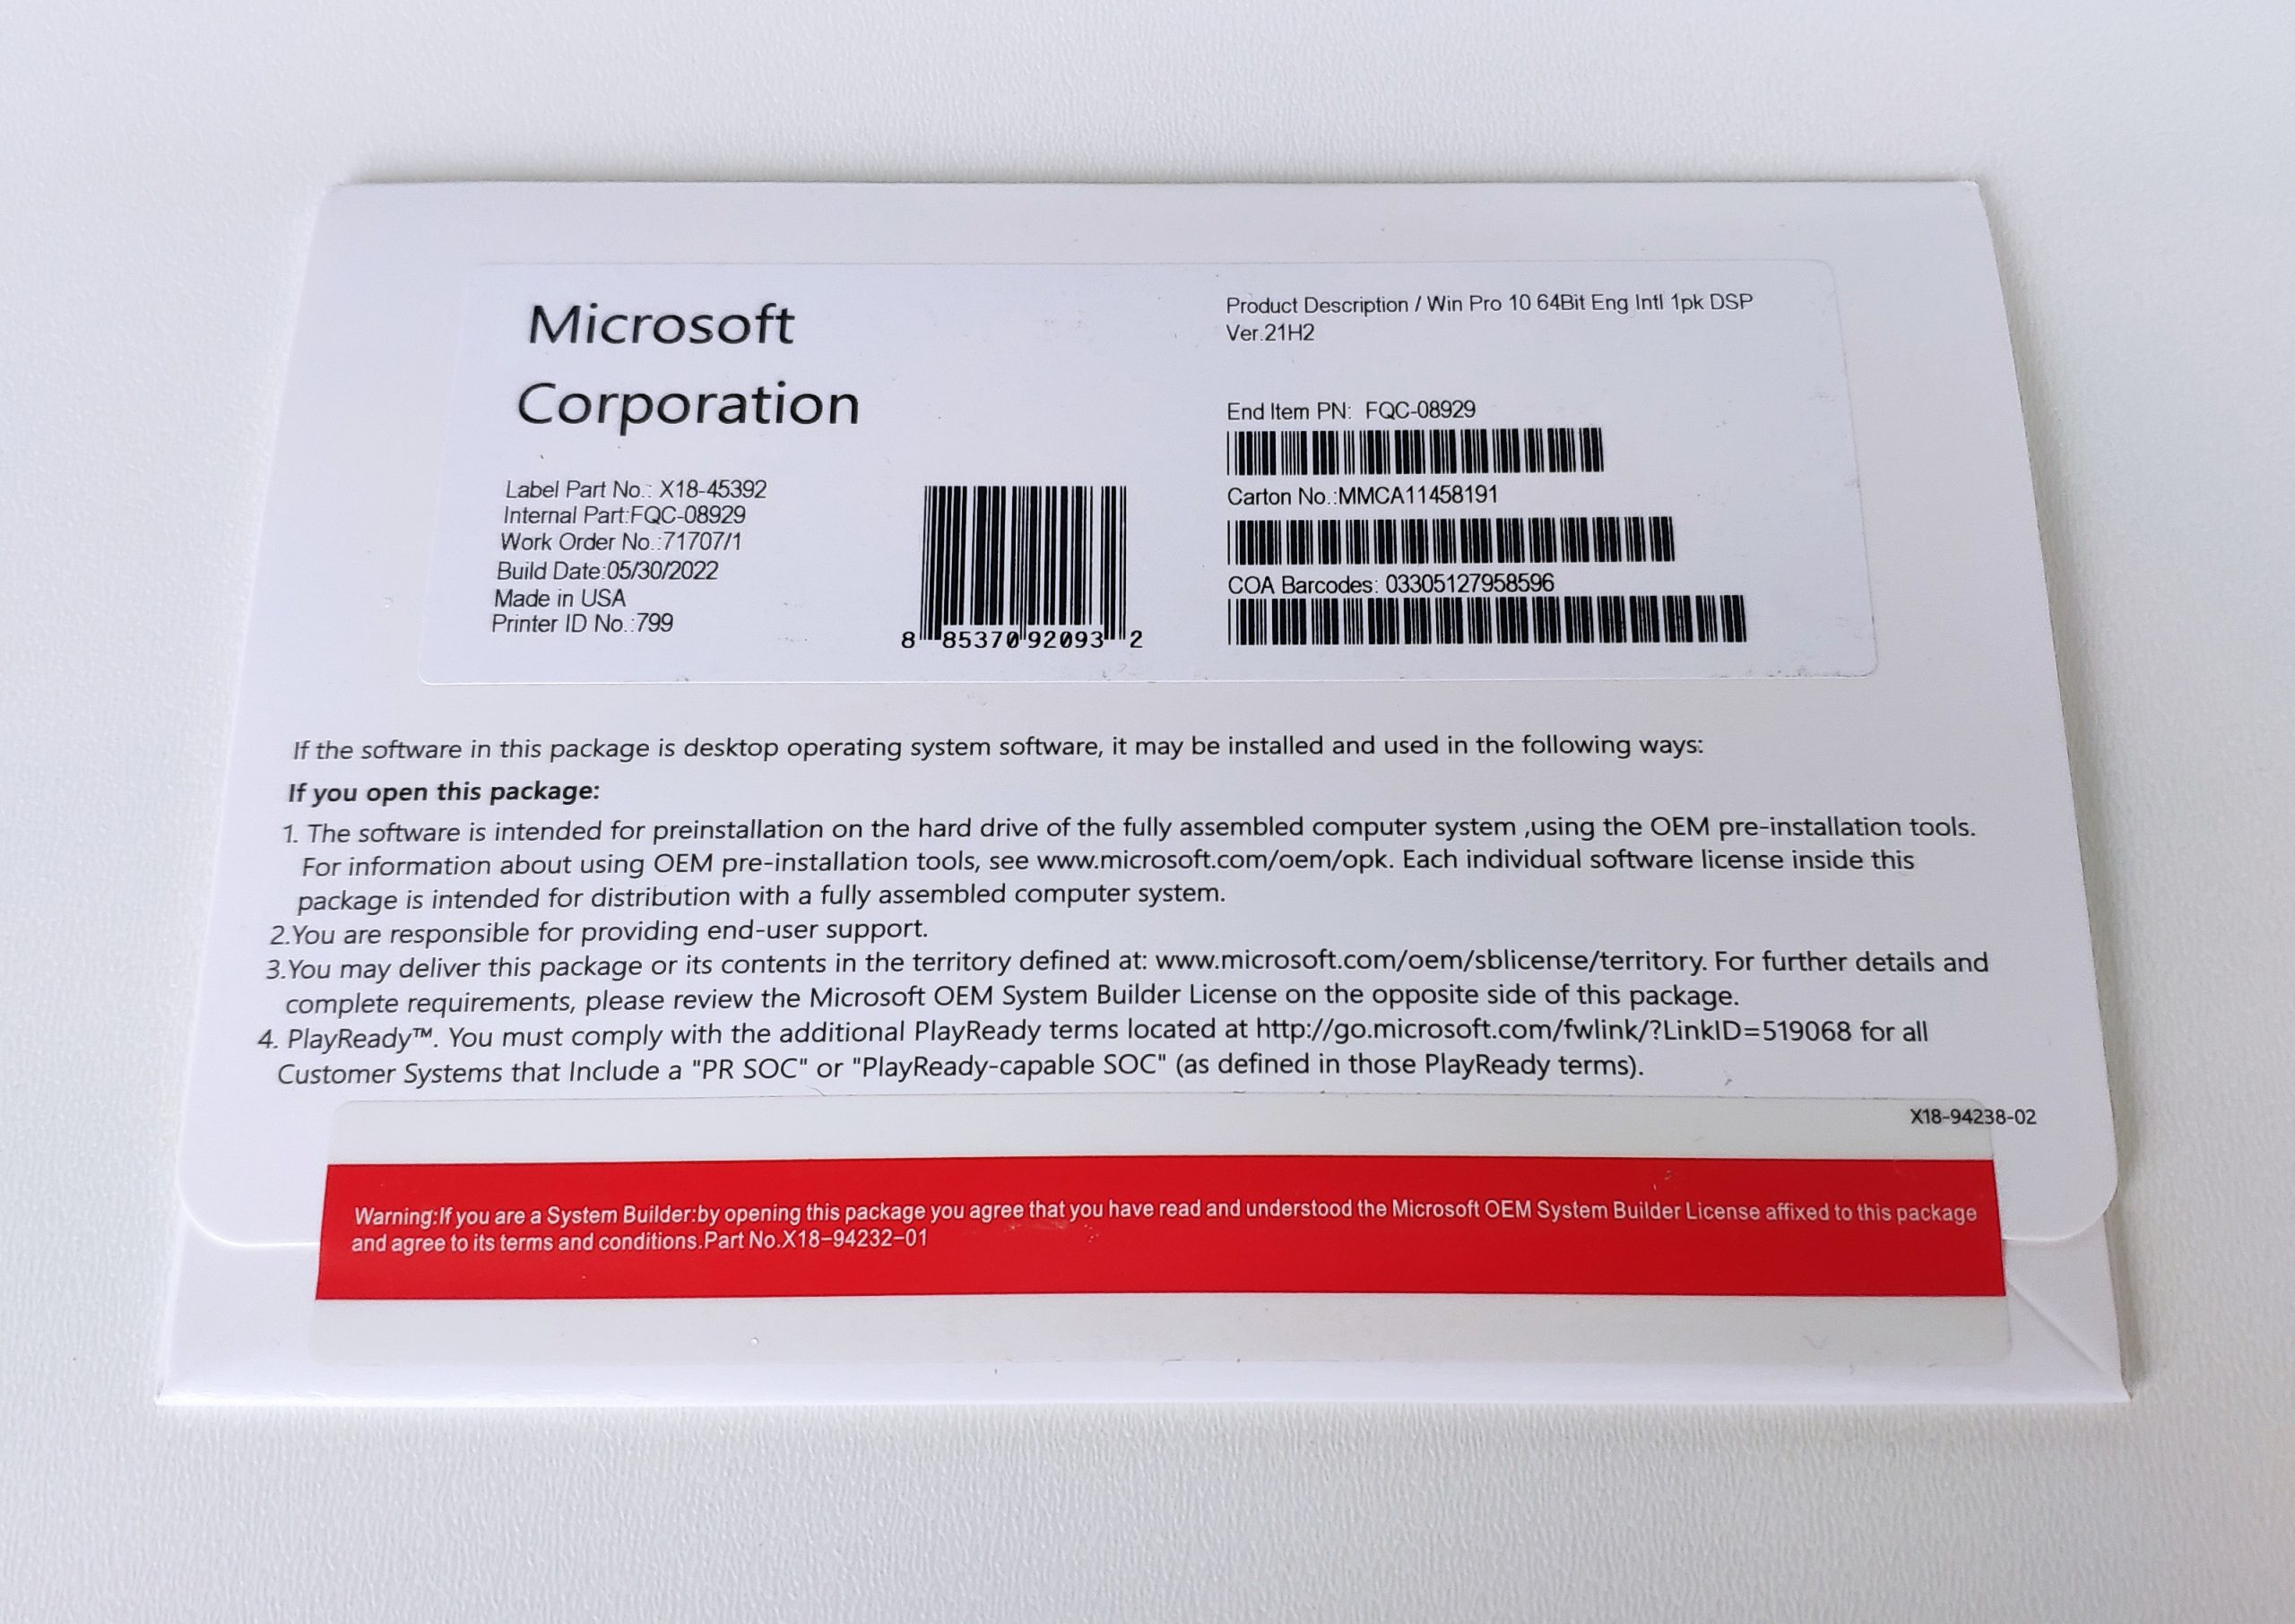 Microsoft
Corporation
Label Part No.: X18-45392
Internal Part:FQC-08929
Work Order No.:71707/1
Build Date:05/30/2022
Made in USA
Printer ID No.:799
8 85370 92093 2
Product Description / Win Pro 10 64Bit Eng Intl 1pk DSP
Ver.21H2
End Item PN: FQC-08929
Carton No.:MMCA11458191
COA Barcodes: 03305127958596
If the software in this package is desktop operating system software, it may be installed and used in the following ways:
If you open this package:
1. The software is intended for preinstallation on the hard drive of the fully assembled computer system ,using the OEM pre-installation tools.
For information about using OEM pre-installation tools, see www.microsoft.com/oem/opk. Each individual software license inside this
package is intended for distribution with a fully assembled computer system.
2.You are responsible for providing end-user support.
3.You may deliver this package or its contents in the territory defined at: www.microsoft.com/oem/sblicense/territory. For further details and
complete requirements, please review the Microsoft OEM System Builder License on the opposite side of this package.
4. PlayReady™. You must comply with the additional PlayReady terms located at http://go.microsoft.com/fwlink/?LinkID=519068 for all
Customer Systems that Include a "PR SOC" or "PlayReady-capable SOC" (as defined in those PlayReady terms).
X18-94238-02
Warning:If you are a System Builder:by opening this package you agree that you have read and understood the Microsoft OEM System Builder License affixed to this package
and agree to its terms and conditions.Part No.X18-94232-01